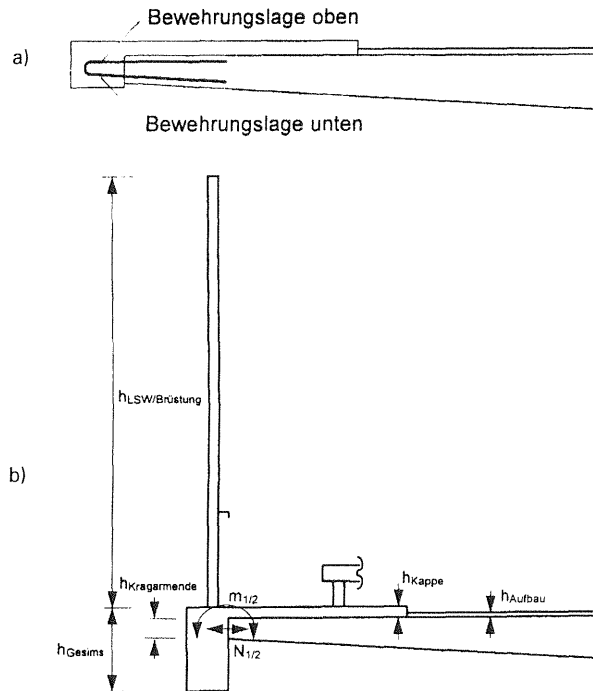 Bewehrungslage oben
a)
Bewehrungslage unten
hLSW/Brüstung
b)
hKragarmende
m1/2
hKappe
hAufbau
hGesims
N1/2